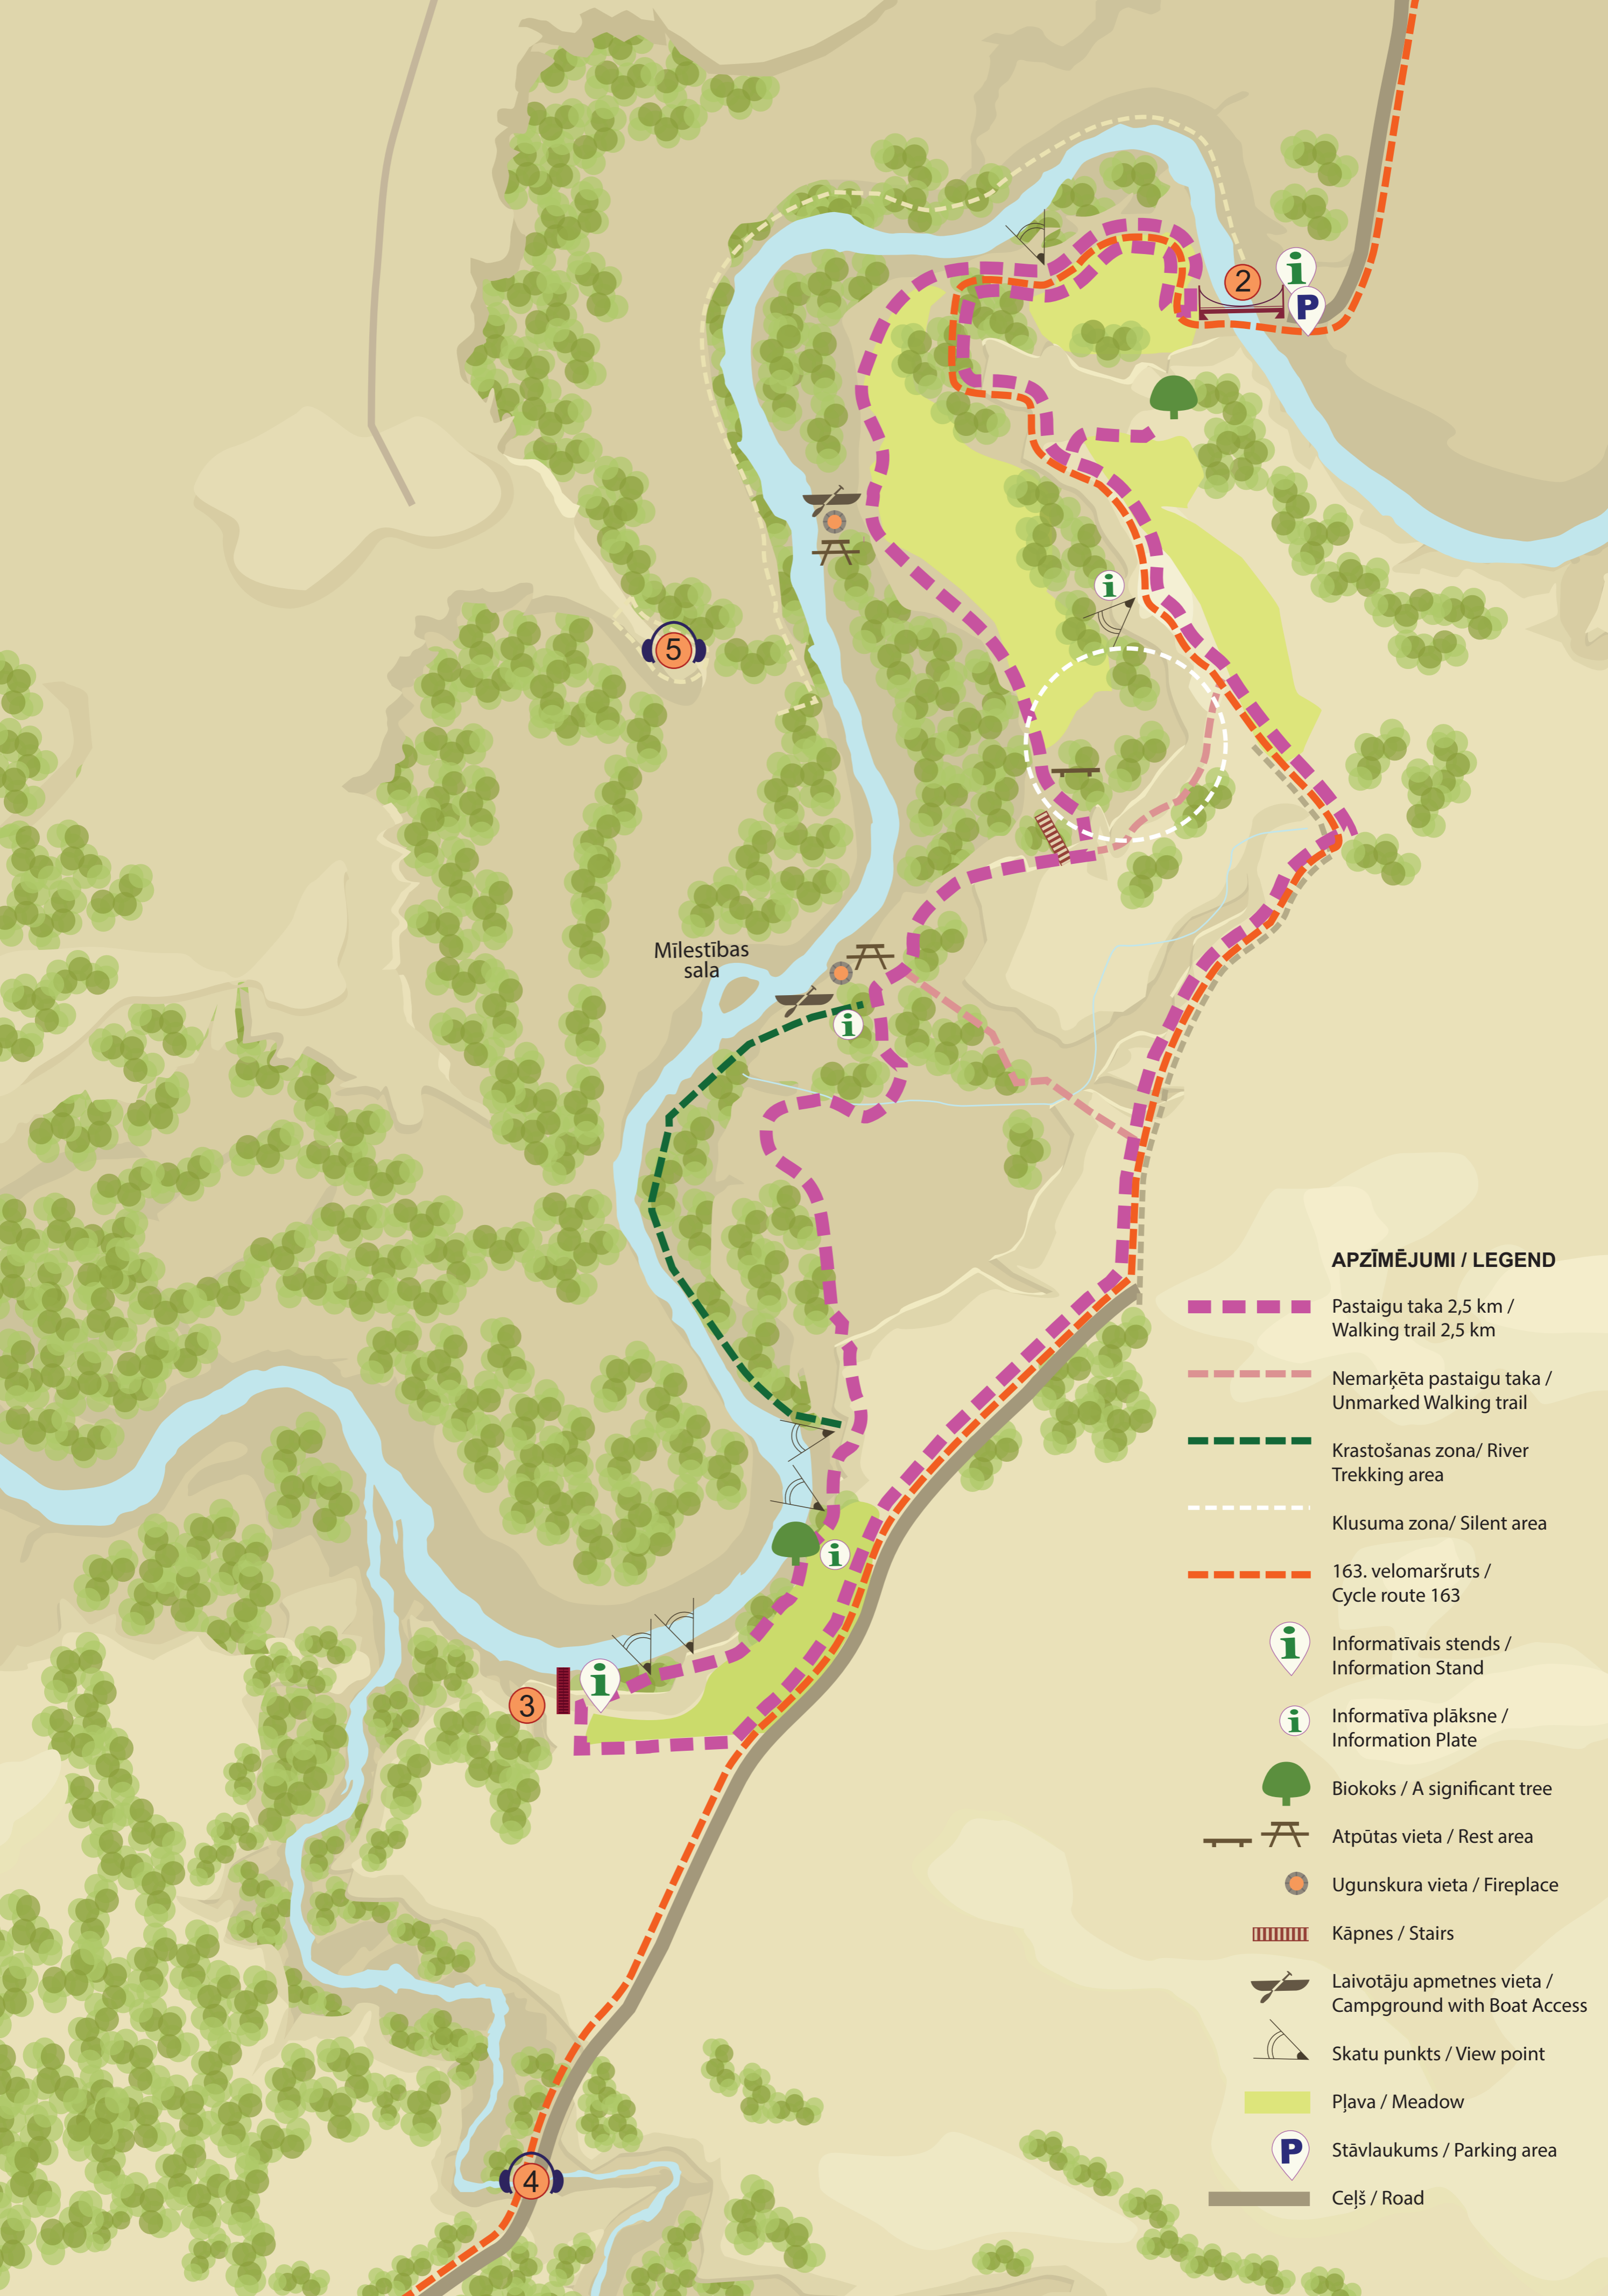 2
P
5
Mīlestības
sala
3
4
APZĪMĒJUMI / LEGEND
Pastaigu taka 2,5 km /
Walking trail 2,5 km
Nemarķēta pastaigu taka /
Unmarked Walking trail
Krastošanas zona/ River
Trekking area
Klusuma zona/ Silent area
163. velomaršruts /
Cycle route 163
i
Informatīvais stends /
Information Stand
i
Informatīva plāksne /
Information Plate
Biokoks / A significant tree
Atpūtas vieta / Rest area
Ugunskura vieta / Fireplace
Kāpnes / Stairs
Laivotāju apmetnes vieta /
Campground with Boat Access
Skatu punkts / View point
Pļava / Meadow
P
Stāvlaukums / Parking area
Ceļš / Road